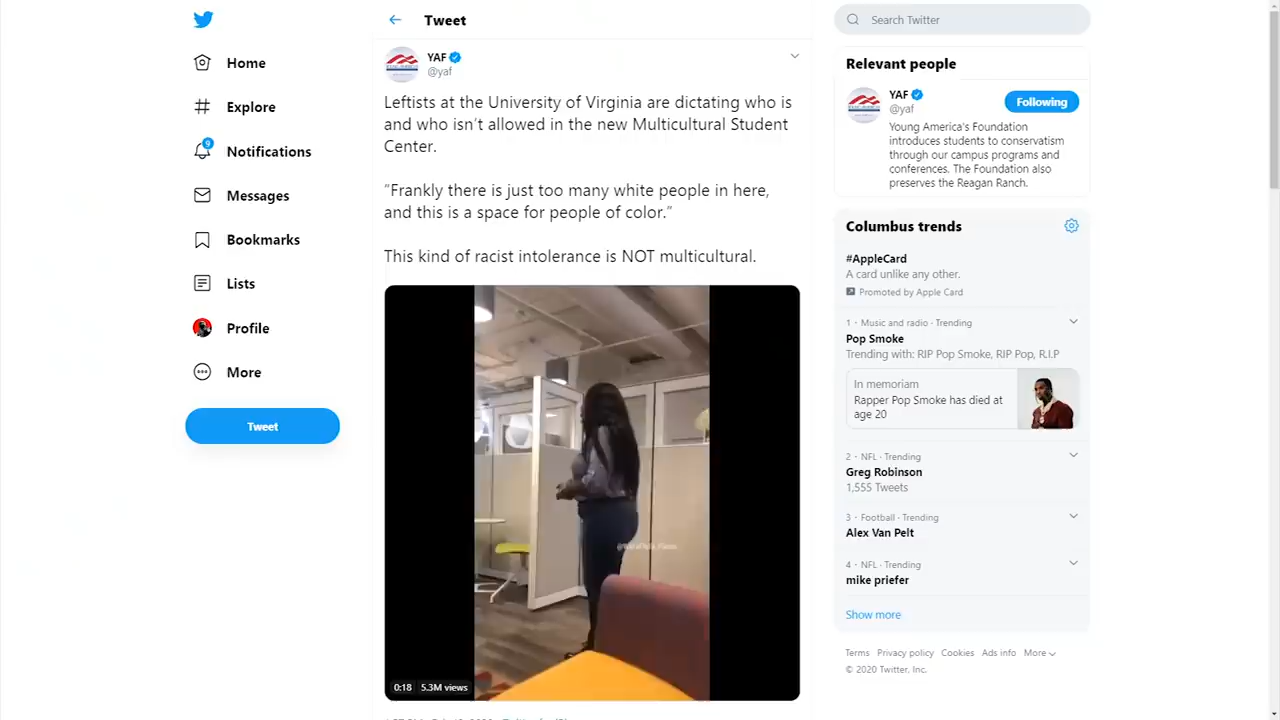 Home
Explore
9
Notifications
Messages
Bookmarks
Lists
Profile
More
Tweet
Tweet
YAF
@yaf
Leftists at the University of Virginia are dictating who is
and who isn't allowed in the new Multicultural Student
Center.
"Frankly there is just too many white people in here,
and this is a space for people of color."
This kind of racist intolerance is NOT multicultural.
0:18 5.3M views
Search Twitter
Relevant people
YAF
@yaf
Following
Young America's Foundation
introduces students to conservatism
through our campus programs and
conferences. The Foundation also
preserves the Reagan Ranch.
Columbus trends
#AppleCard
A card unlike any other.
Promoted by Apple Card
1 · Music and radio · Trending
Pop Smoke
Trending with: RIP Pop Smoke, RIP Pop, R.I.P
In memoriam
Rapper Pop Smoke has died at
age 20
2 · NFL · Trending
Greg Robinson
1,555 Tweets
3 · Football · Trending
Alex Van Pelt
4 · NFL · Trending
mike priefer
Show more
Terms Privacy policy Cookies Ads info More
© 2020 Twitter, Inc.